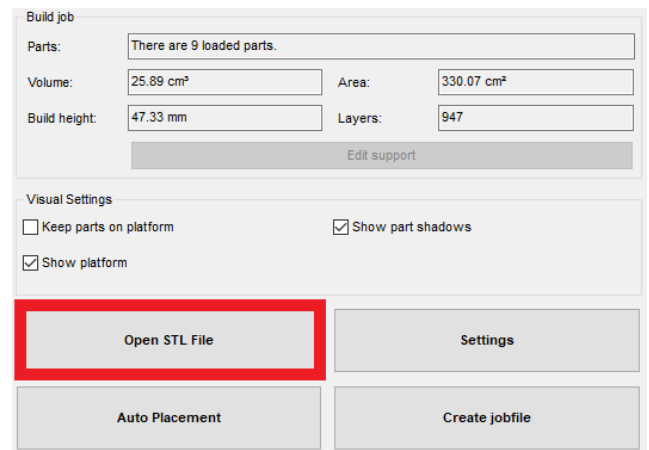 Build job
Parts: There are 9 loaded parts.
Volume: 25.89 cm³ Area: 330.07 cm²
Build height: 47.33 mm Layers: 947
Edit support
Visual Settings
Keep parts on platform Show part shadows
Show platform
Open STL File Settings
Auto Placement Create jobfile